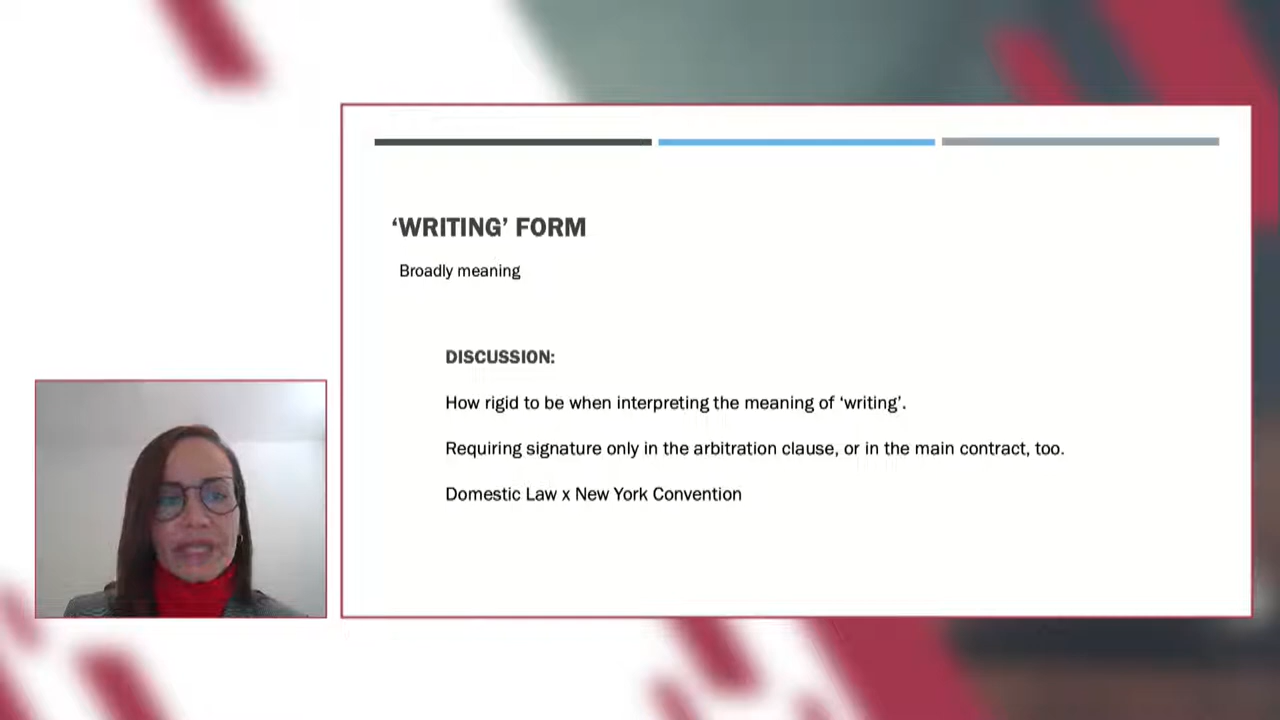 ‘WRITING’ FORM
Broadly meaning
DISCUSSION:
How rigid to be when interpreting the meaning of ‘writing’.
Requiring signature only in the arbitration clause, or in the main contract, too.
Domestic Law x New York Convention